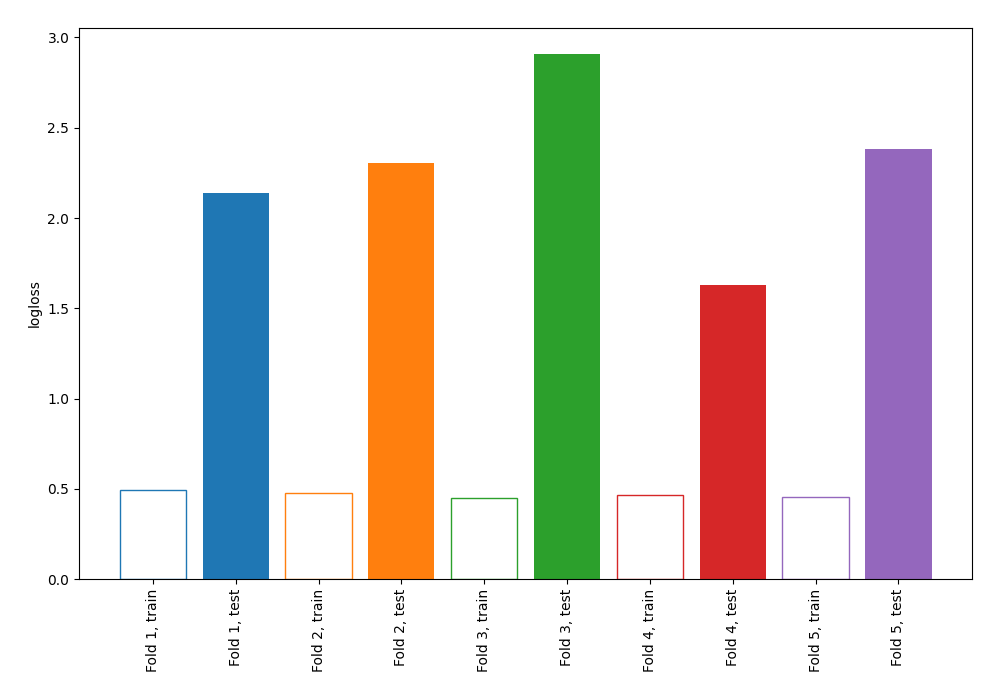 3.0
2.5
2.0
1.5
1.0
0.5
0.0
logloss
Fold 1, train
Fold 1, test
Fold 2, train
Fold 2, test
Fold 3, train
Fold 3, test
Fold 4, train
Fold 4, test
Fold 5, train
Fold 5, test